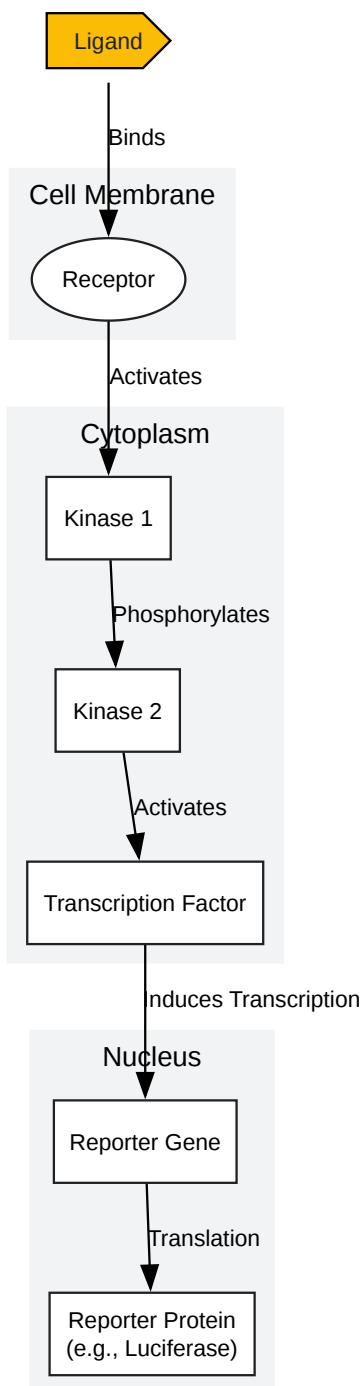 Ligand
Binds
Cell Membrane
Receptor
Activates
Cytoplasm
Kinase 1
Phosphorylates
Kinase 2
Activates
Transcription Factor
Induces Transcription
Nucleus
Reporter Gene
Translation
Reporter Protein
(e.g., Luciferase)